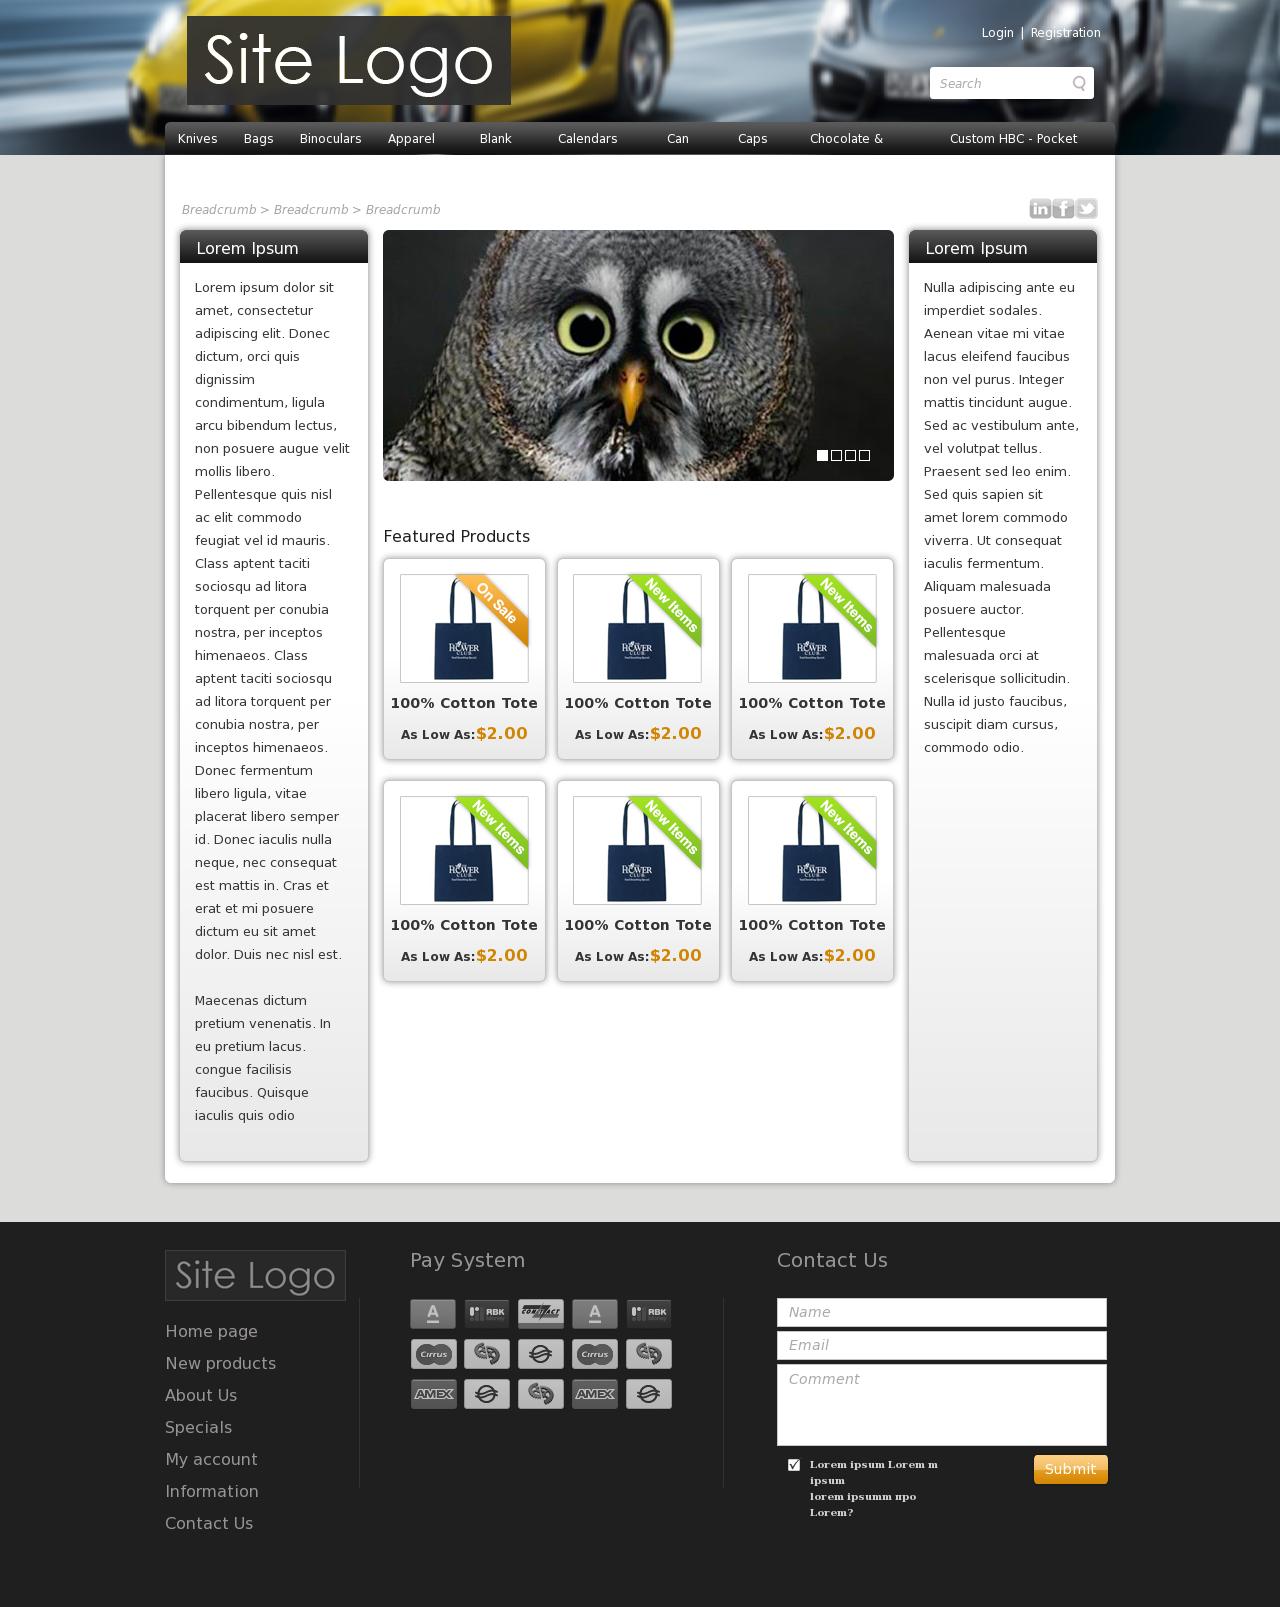 Site Logo
Login | Registration
Search
Knives Bags Binoculars Apparel Blank Calendars Can Caps Chocolate & Custom HBC - Pocket
Breadcrumb > Breadcrumb > Breadcrumb
in f
Lorem Ipsum
Lorem ipsum dolor sit
amet, consectetur
adipiscing elit. Donec
dictum, orci quis
dignissim
condimentum, ligula
arcu bibendum lectus,
non posuere augue velit
mollis libero.
Pellentesque quis nisl
ac elit commodo
feugiat vel id mauris.
Class aptent taciti
sociosqu ad litora
torquent per conubia
nostra, per inceptos
himenaeos. Class
aptent taciti sociosqu
ad litora torquent per
conubia nostra, per
inceptos himenaeos.
Donec fermentum
libero ligula, vitae
placerat libero semper
id. Donec iaculis nulla
neque, nec consequat
est mattis in. Cras et
erat et mi posuere
dictum eu sit amet
dolor. Duis nec nisl est.
Maecenas dictum
pretium venenatis. In
eu pretium lacus.
congue facilisis
faucibus. Quisque
iaculis quis odio
Featured Products
On Sale
100% Cotton Tote
As Low As:$2.00
New Items
100% Cotton Tote
As Low As:$2.00
New Items
100% Cotton Tote
As Low As:$2.00
New Items
100% Cotton Tote
As Low As:$2.00
New Items
100% Cotton Tote
As Low As:$2.00
New Items
100% Cotton Tote
As Low As:$2.00
Lorem Ipsum
Nulla adipiscing ante eu
imperdiet sodales.
Aenean vitae mi vitae
lacus eleifend faucibus
non vel purus. Integer
mattis tincidunt augue.
Sed ac vestibulum ante,
vel volutpat tellus.
Praesent sed leo enim.
Sed quis sapien sit
amet lorem commodo
viverra. Ut consequat
iaculis fermentum.
Aliquam malesuada
posuere auctor.
Pellentesque
malesuada orci at
scelerisque sollicitudin.
Nulla id justo faucibus,
suscipit diam cursus,
commodo odio.
Site Logo
Home page
New products
About Us
Specials
My account
Information
Contact Us
Pay System
A RBK Money CONTACT A RBK Money
Cirrus Cirrus
AMEX AMEX
Contact Us
Name
Email
Comment
Lorem ipsum Lorem m
ipsum
lorem ipsumm про
Lorem?
Submit